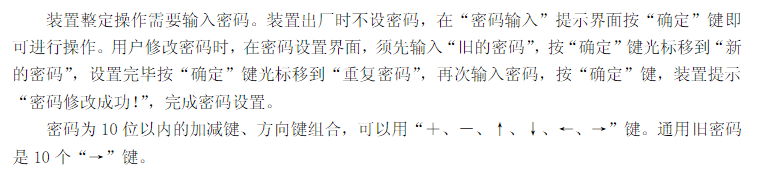 装置整定操作需要输入密码。装置出厂时不设密码，在“密码输入”提示界面按“确定”键即
可进行操作。用户修改密码时，在密码设置界面，须先输入“旧的密码”，按“确定”键光标移到“新
的密码”，设置完毕按“确定”键光标移到“重复密码”，再次输入密码，按“确定”键，装置提示
“密码修改成功！”，完成密码设置。
密码为 10 位以内的加减键、方向键组合，可以用“＋、－、↑、↓、←、→”键。通用旧密码
是 10 个“→”键。